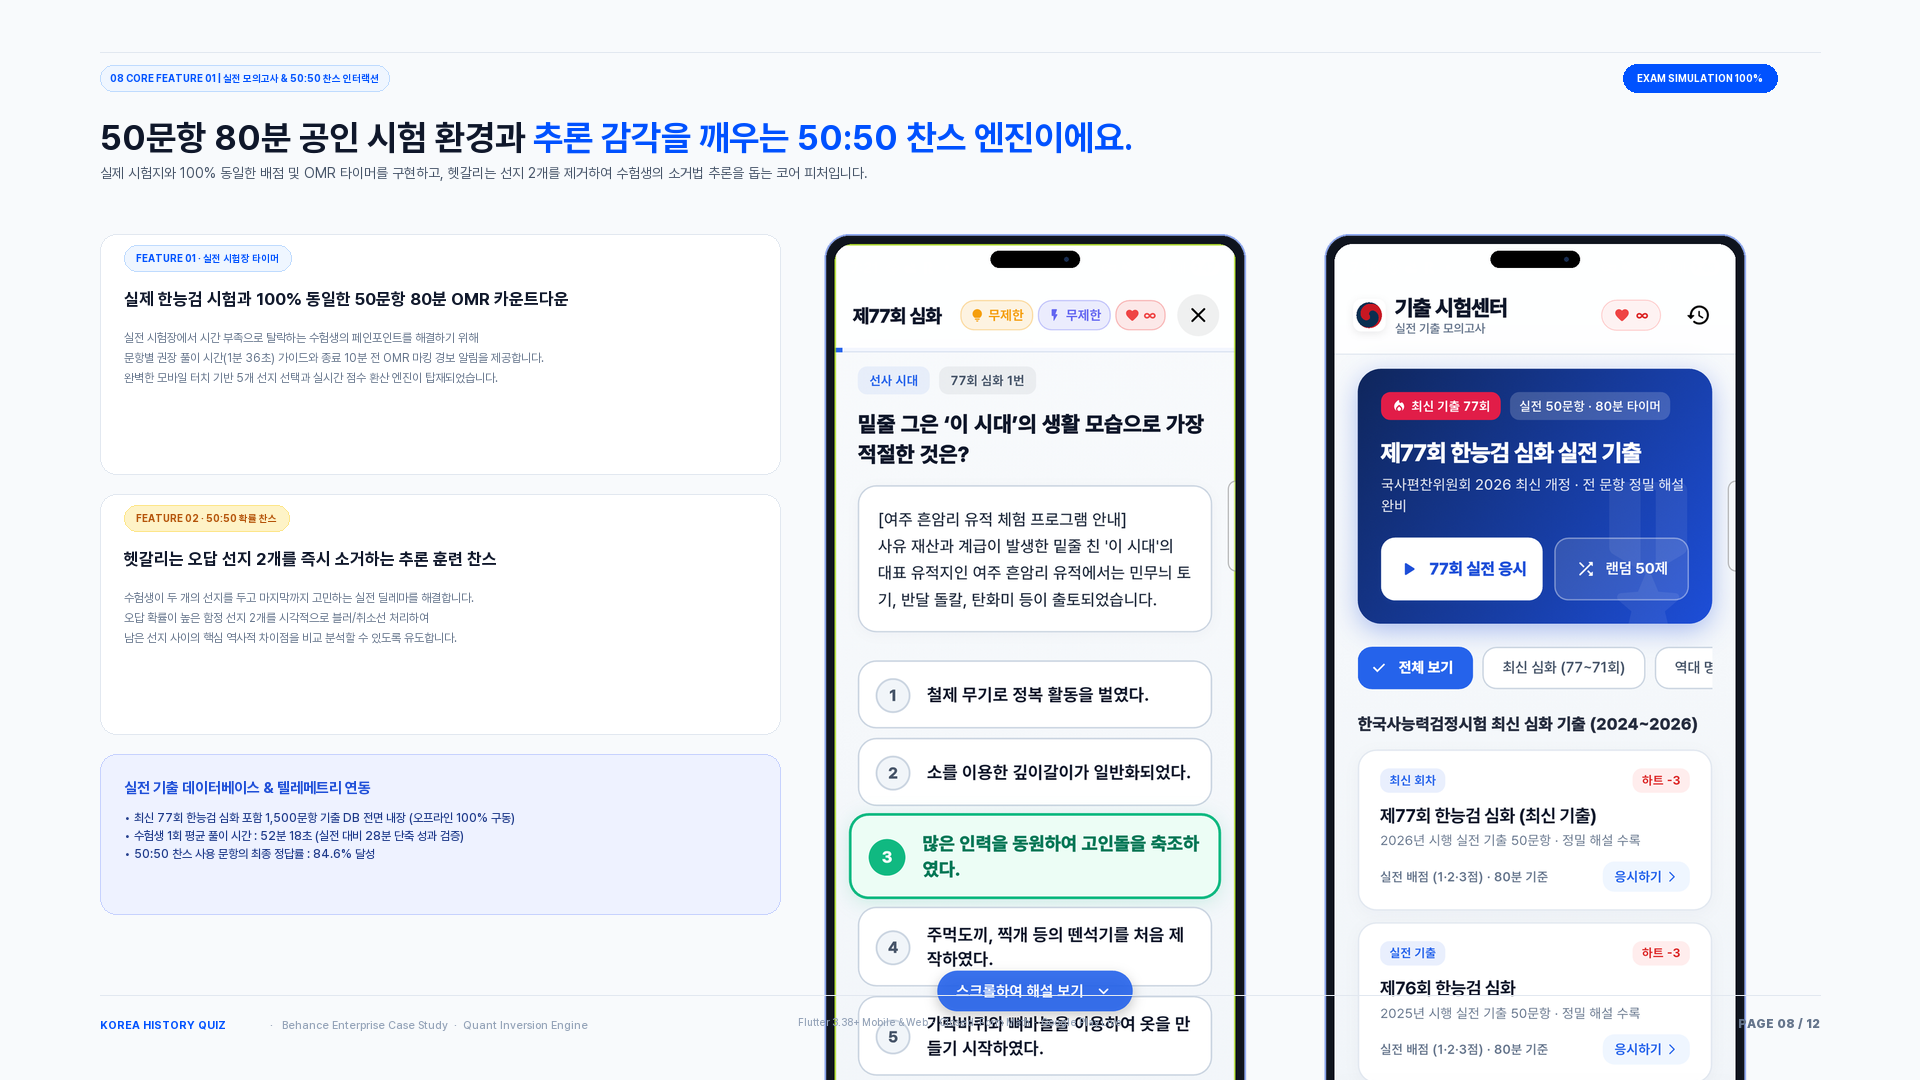 08 CORE FEATURE 01 | 실전 모의고사 & 50:50 찬스 인터랙션
EXAM SIMULATION 100%
50문항 80분 공인 시험 환경과 추론 감각을 깨우는 50:50 찬스 엔진이에요.
실제 시험지와 100% 동일한 배점 및 OMR 타이머를 구현하고, 헷갈리는 선지 2개를 제거하여 수험생의 소거법 추론을 돕는 코어 피처입니다.
FEATURE 01 · 실전 시험장 타이머
실제 한능검 시험과 100% 동일한 50문항 80분 OMR 카운트다운
실전 시험장에서 시간 부족으로 탈락하는 수험생의 페인포인트를 해결하기 위해
문항별 권장 풀이 시간(1분 36초) 가이드와 종료 10분 전 OMR 마킹 경보 알림을 제공합니다.
완벽한 모바일 터치 기반 5개 선지 선택과 실시간 점수 환산 엔진이 탑재되었습니다.
FEATURE 02 · 50:50 확률 찬스
헷갈리는 오답 선지 2개를 즉시 소거하는 추론 훈련 찬스
수험생이 두 개의 선지를 두고 마지막까지 고민하는 실전 딜레마를 해결합니다.
오답 확률이 높은 함정 선지 2개를 시각적으로 블러/취소선 처리하여
남은 선지 사이의 핵심 역사적 차이점을 비교 분석할 수 있도록 유도합니다.
실전 기출 데이터베이스 & 텔레메트리 연동
• 최신 77회 한능검 심화 포함 1,500문항 기출 DB 전면 내장 (오프라인 100% 구동)
• 수험생 1회 평균 풀이 시간 : 52분 18초 (실전 대비 28분 단축 성과 검증)
• 50:50 찬스 사용 문항의 최종 정답률 : 84.6% 달성
제77회 심화
무제한
무제한
∞
선사 시대
77회 심화 1번
밑줄 그은 ‘이 시대’의 생활 모습으로 가장
적절한 것은?
[여주 흔암리 유적 체험 프로그램 안내]
사유 재산과 계급이 발생한 밑줄 친 '이 시대'의
대표 유적지인 여주 흔암리 유적에서는 민무늬 토
기, 반달 돌칼, 탄화미 등이 출토되었습니다.
1 철제 무기로 정복 활동을 벌였다.
2 소를 이용한 깊이갈이가 일반화되었다.
3 많은 인력을 동원하여 고인돌을 축조하
였다.
4 주먹도끼, 찍개 등의 뗀석기를 처음 제
작하였다.
스크롤하여 해설 보기
5 가락바퀴와 뼈바늘을 이용하여 옷을 만
들기 시작하였다.
기출 시험센터
실전 기출 모의고사
∞
최신 기출 77회
실전 50문항 · 80분 타이머
제77회 한능검 심화 실전 기출
국사편찬위원회 2026 최신 개정 · 전 문항 정밀 해설
완비
77회 실전 응시
랜덤 50제
전체 보기
최신 심화 (77~71회)
역대
한국사능력검정시험 최신 심화 기출 (2024~2026)
최신 회차
하트 -3
제77회 한능검 심화 (최신 기출)
2026년 시행 실전 기출 50문항 · 정밀 해설 수록
실전 배점 (1·2·3점) · 80분 기준
응시하기
실전 기출
하트 -3
제76회 한능검 심화
2025년 시행 실전 기출 50문항 · 정밀 해설 수록
실전 배점 (1·2·3점) · 80분 기준
응시하기
KOREA HISTORY QUIZ · Behance Enterprise Case Study · Quant Inversion Engine
Flutter 3.38+ Mobile & Web
PAGE 08 / 12